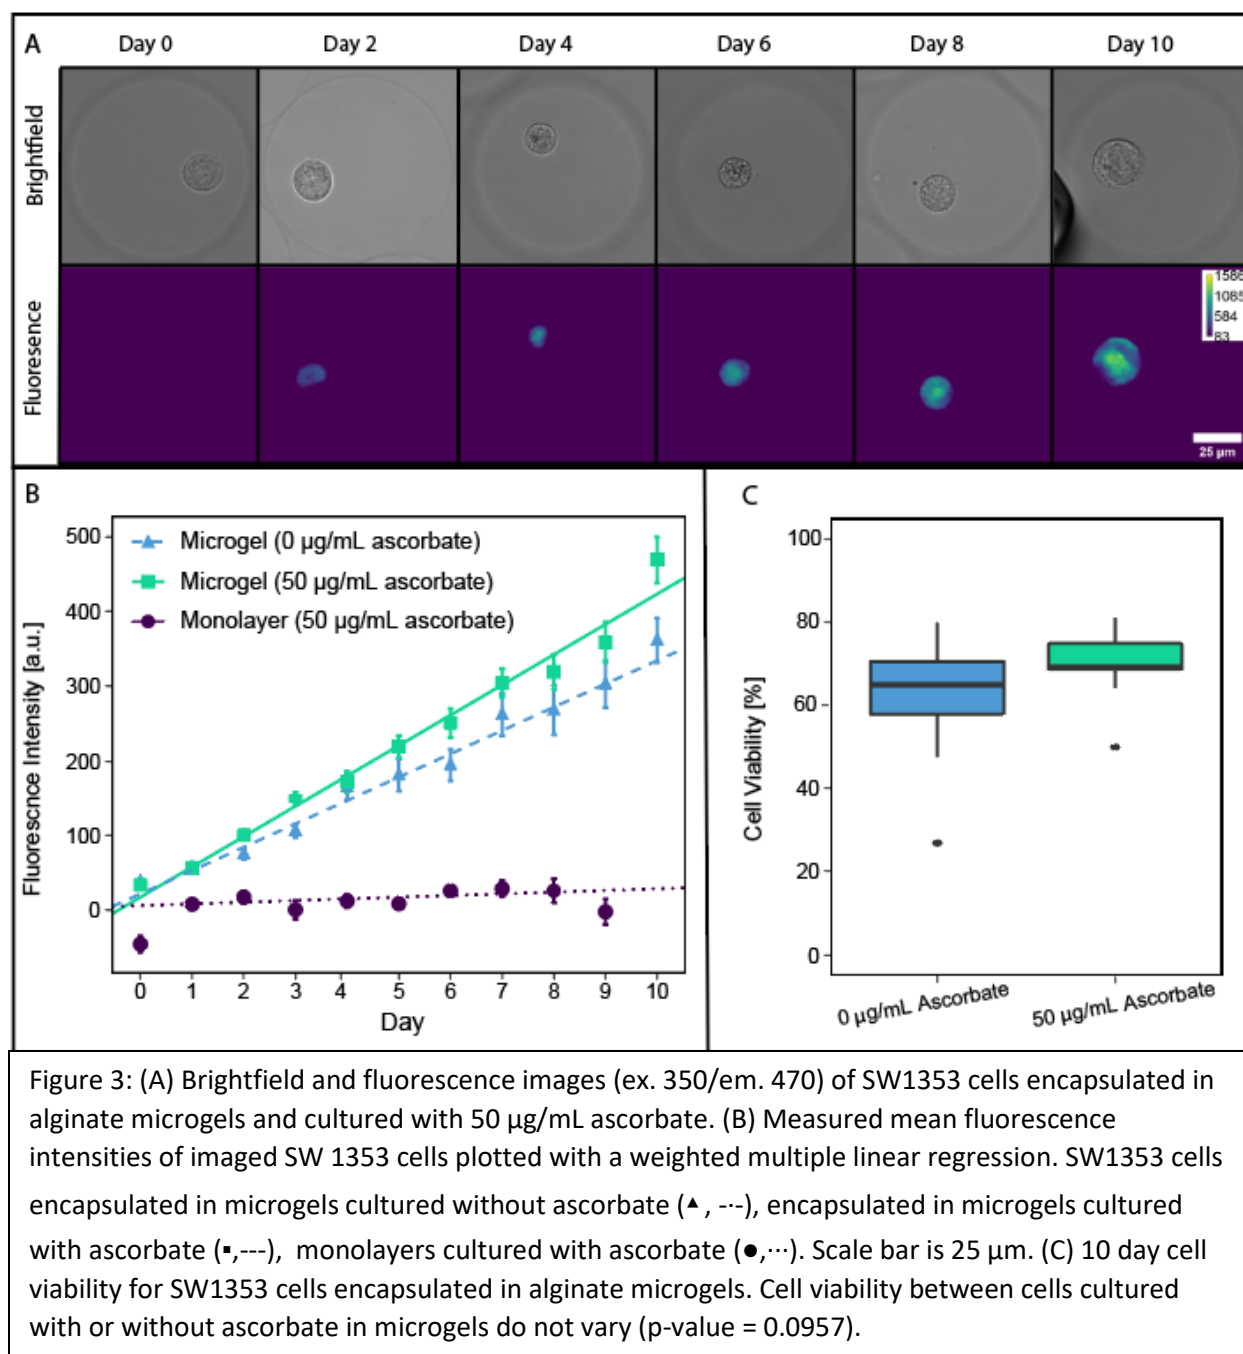 A
Day 0
Day 2
Day 4
Day 6
Day 8
Day 10
Brightfield
Fluoresence
1586
1085
584
83
25 µm
B
500
400
300
200
100
0
Fluorescnce Intensity [a.u.]
Microgel (0 µg/mL ascorbate)
Microgel (50 µg/mL ascorbate)
Monolayer (50 µg/mL ascorbate)
0 1 2 3 4 5 6 7 8 9 10
Day
C
100
80
60
40
20
0
Cell Viability [%]
0 µg/mL Ascorbate
50 µg/mL Ascorbate
Figure 3: (A) Brightfield and fluorescence images (ex. 350/em. 470) of SW1353 cells encapsulated in
alginate microgels and cultured with 50 µg/mL ascorbate. (B) Measured mean fluorescence
intensities of imaged SW 1353 cells plotted with a weighted multiple linear regression. SW1353 cells
encapsulated in microgels cultured without ascorbate (▲, -·-), encapsulated in microgels cultured
with ascorbate (▪,---), monolayers cultured with ascorbate (●,···). Scale bar is 25 µm. (C) 10 day cell
viability for SW1353 cells encapsulated in alginate microgels. Cell viability between cells cultured
with or without ascorbate in microgels do not vary (p-value = 0.0957).